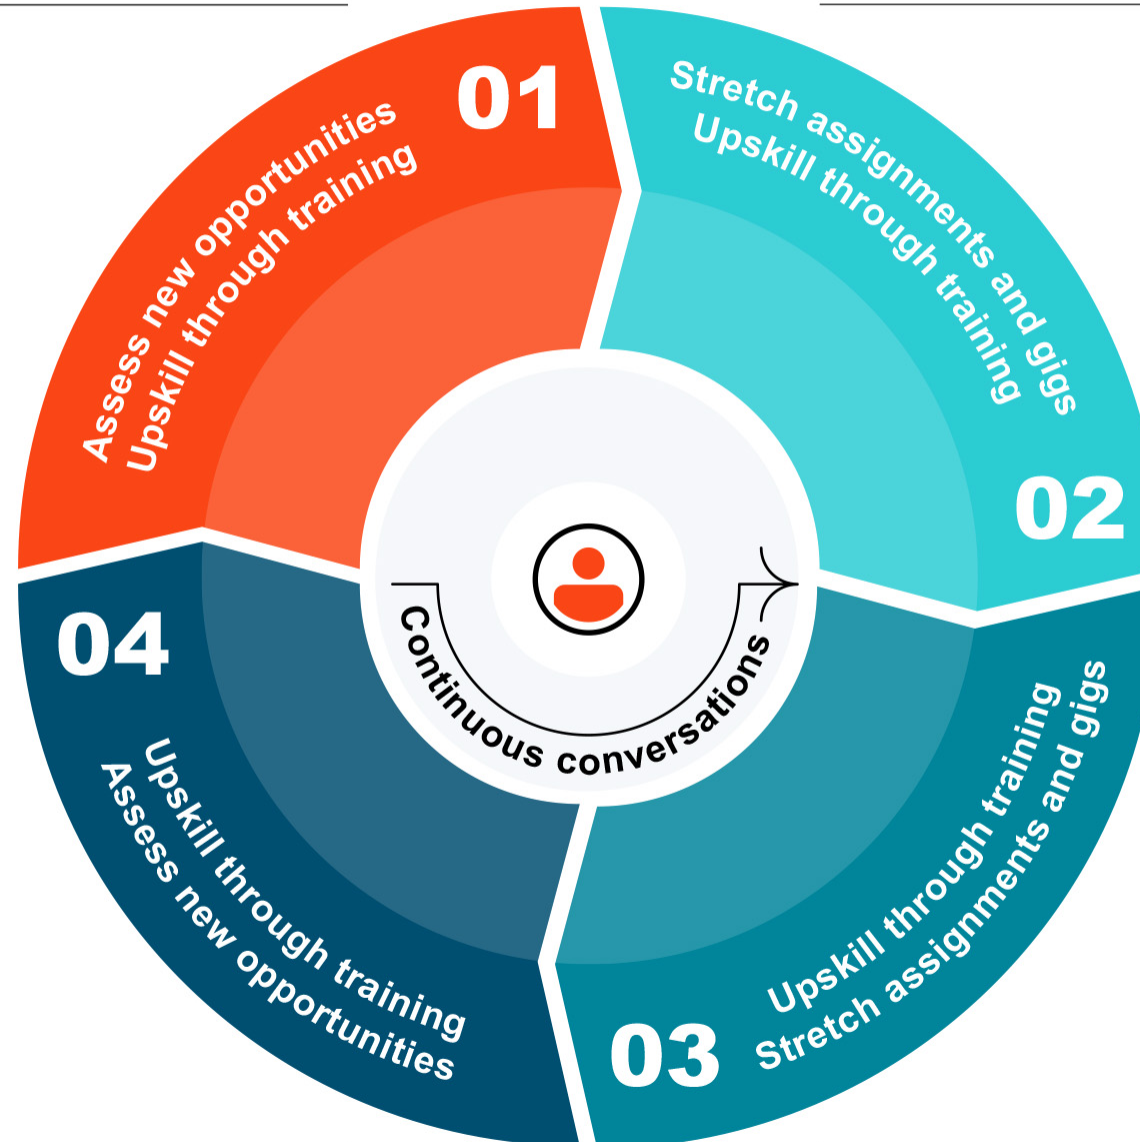 01
Assess new opportunities
Upskill through training
Stretch assignments and gigs
Upskill through training
02
Upskill through training
Stretch assignments and gigs
03
04
Upskill through training
Assess new opportunities
Continuous conversations